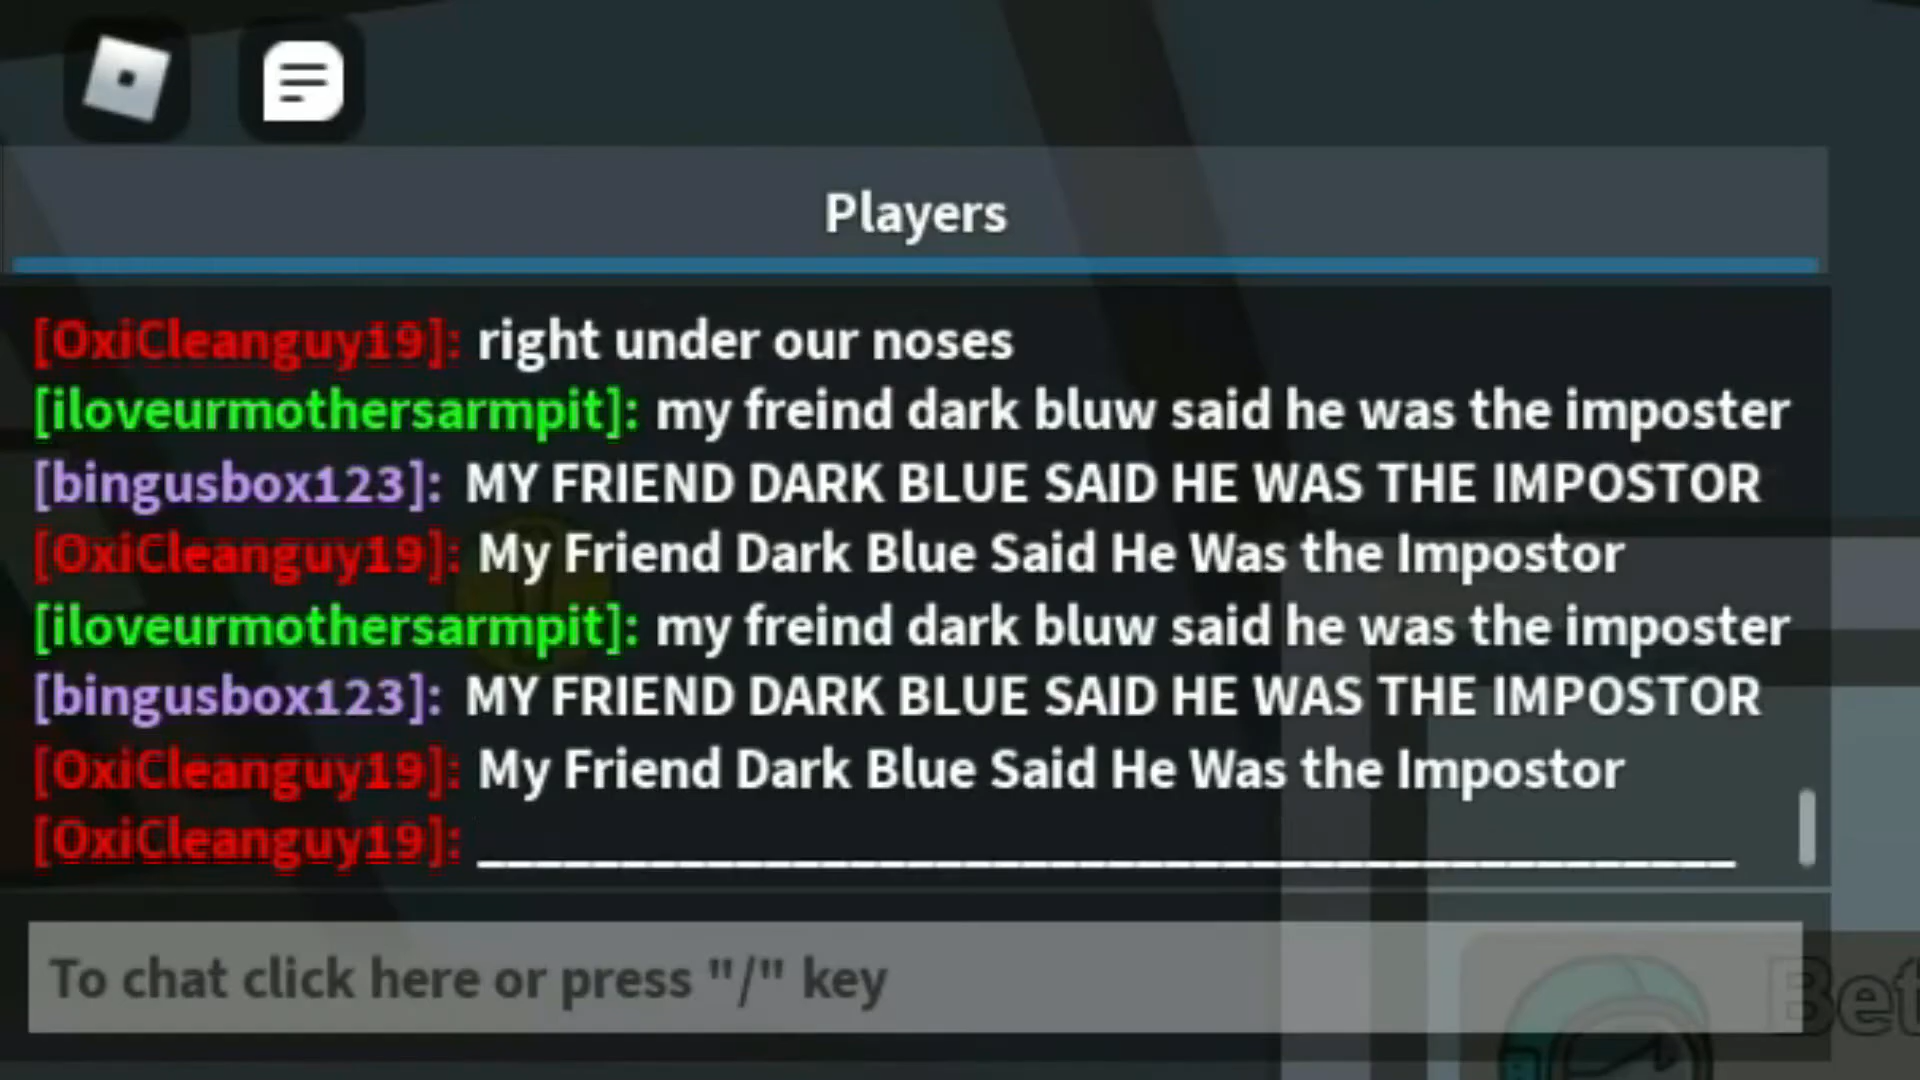 Players
[OxiCleanguy19]: right under our noses
[iloveurmothersarmpit]: my freind dark bluw said he was the imposter
[bingusbox123]: MY FRIEND DARK BLUE SAID HE WAS THE IMPOSTOR
[OxiCleanguy19]: My Friend Dark Blue Said He Was the Impostor
[iloveurmothersarmpit]: my freind dark bluw said he was the imposter
[bingusbox123]: MY FRIEND DARK BLUE SAID HE WAS THE IMPOSTOR
[OxiCleanguy19]: My Friend Dark Blue Said He Was the Impostor
[OxiCleanguy19]: ____________________________________________
To chat click here or press "/" key
Bet